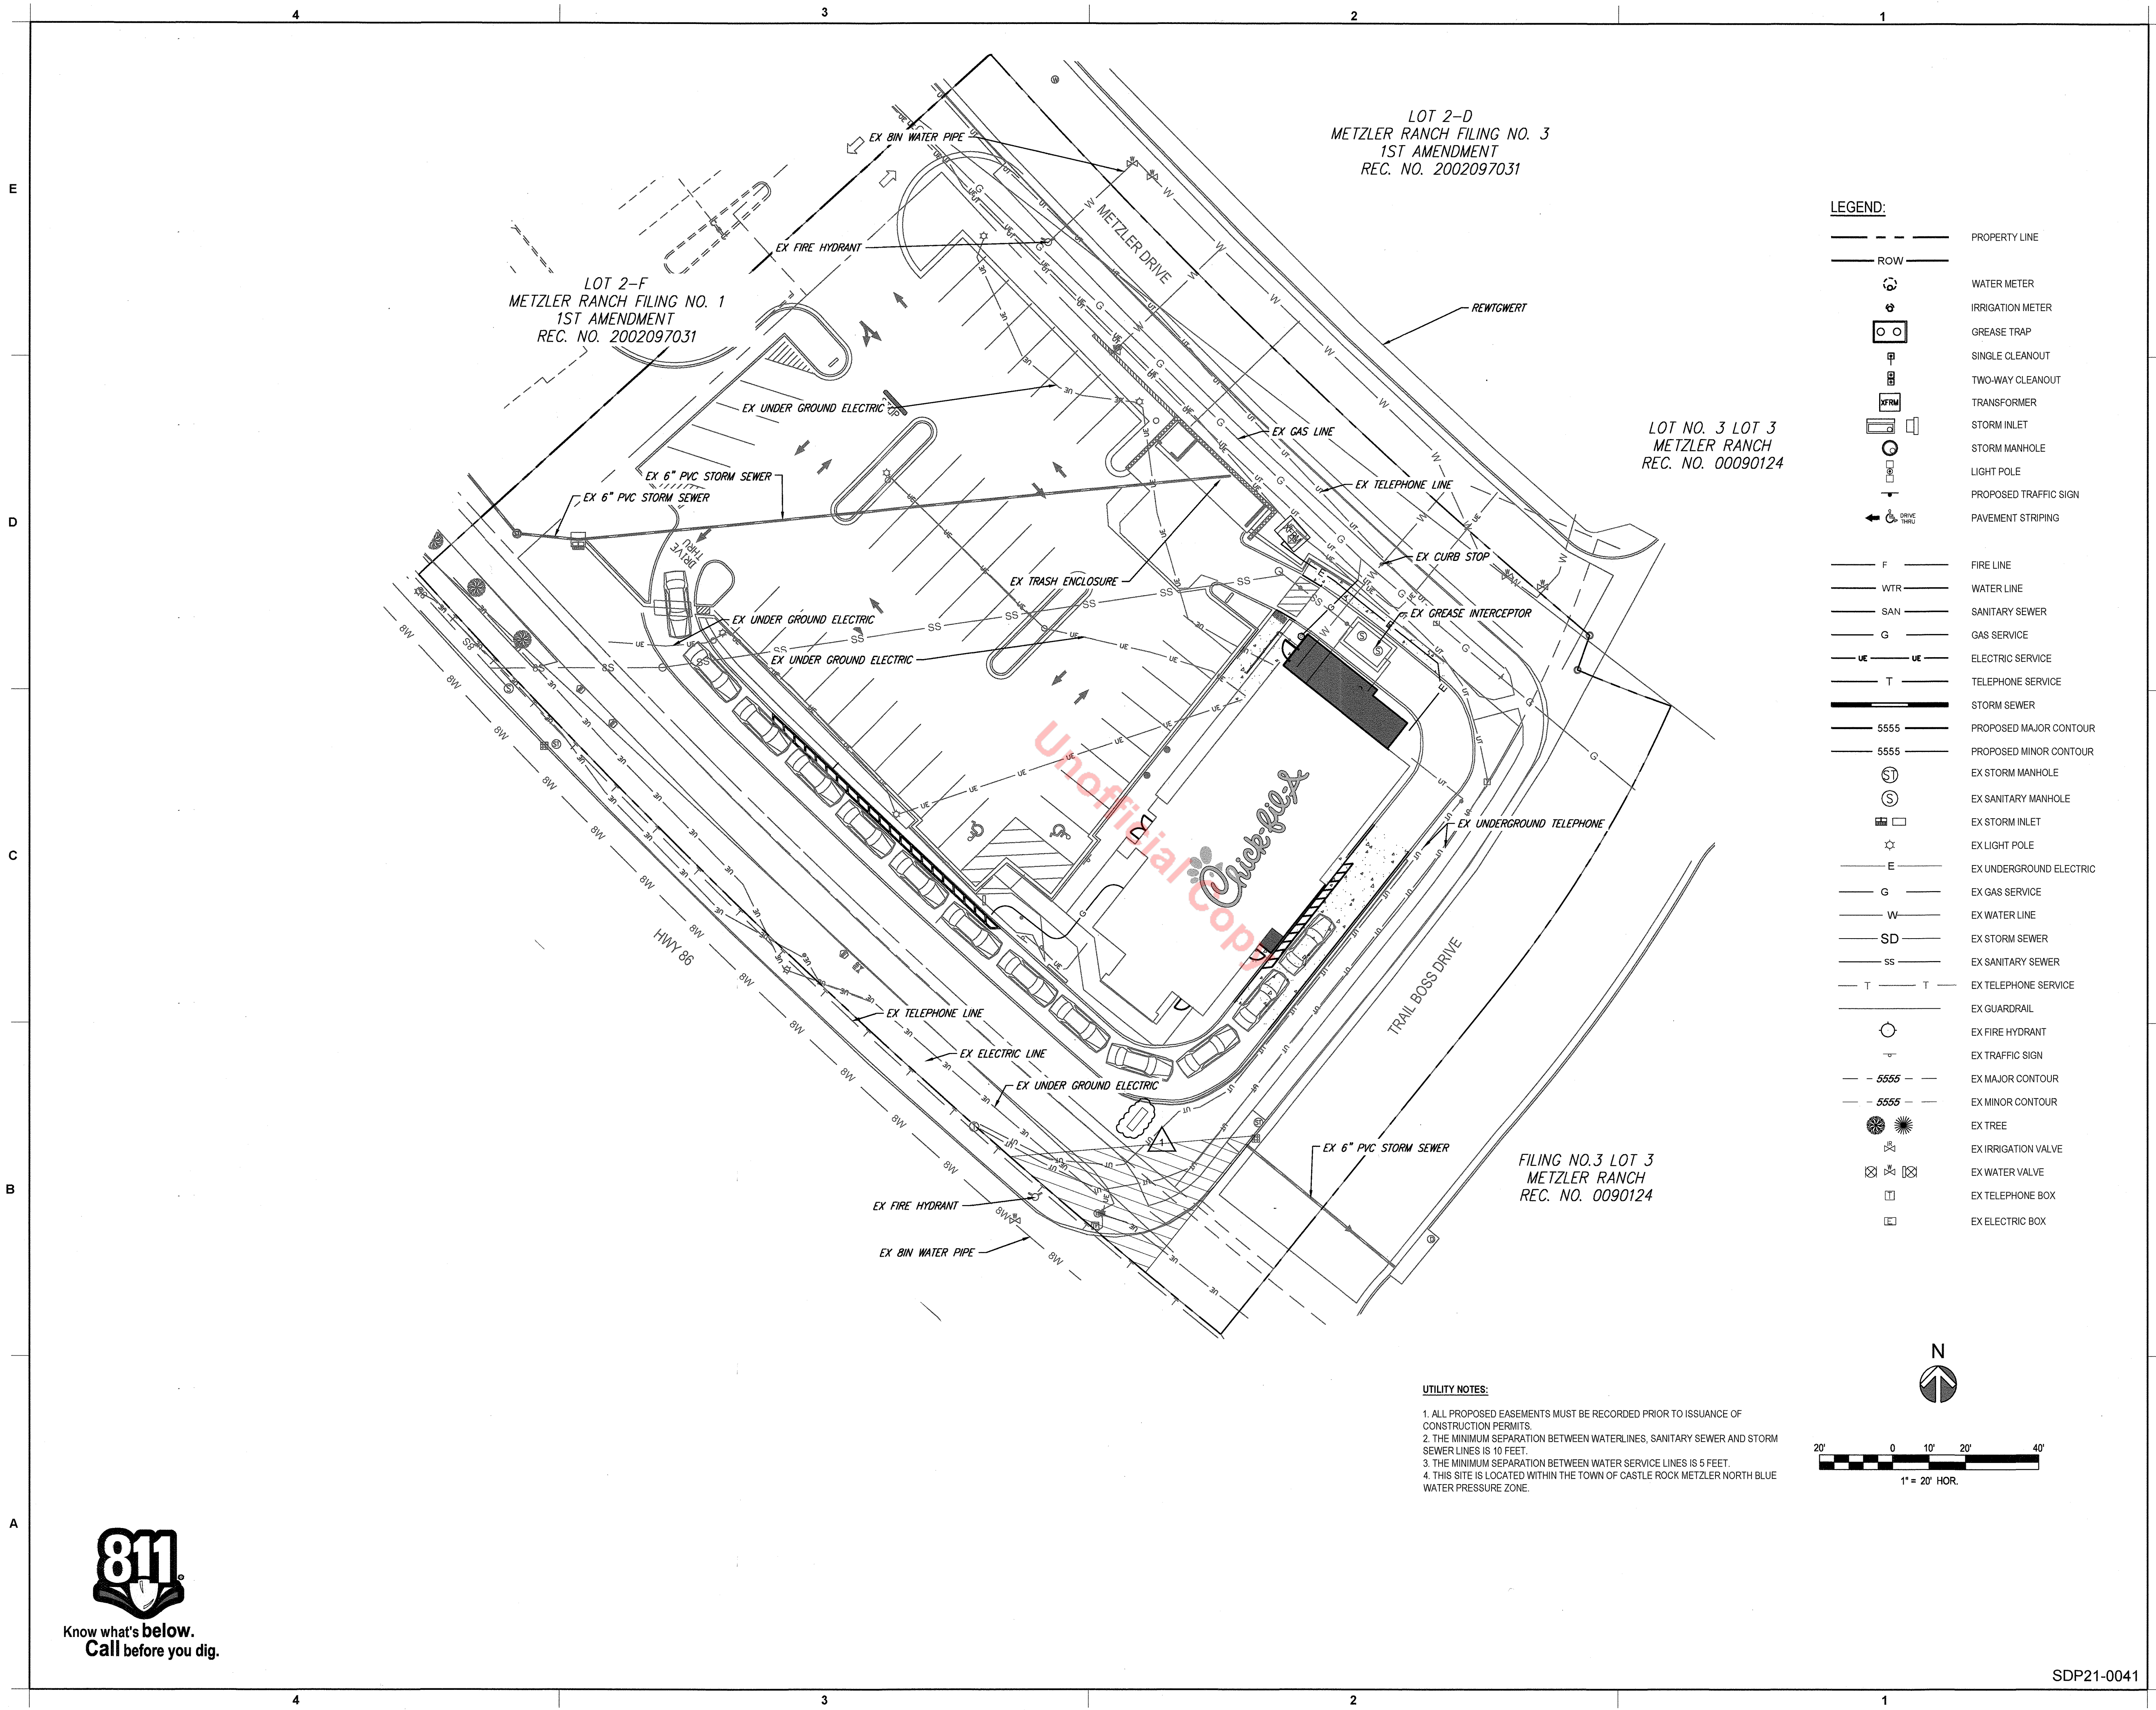 4
3
2
1
E
D
C
B
A
LOT 2-D
METZLER RANCH FILING NO. 3
1ST AMENDMENT
REC. NO. 2002097031
EX 8IN WATER PIPE
METZLER DRIVE
EX FIRE HYDRANT
LOT 2-F
METZLER RANCH FILING NO. 1
1ST AMENDMENT
REC. NO. 2002097031
REWTGWERT
EX UNDER GROUND ELECTRIC
EX GAS LINE
LOT NO. 3 LOT 3
METZLER RANCH
REC. NO. 00090124
EX 6" PVC STORM SEWER
EX 6" PVC STORM SEWER
EX TELEPHONE LINE
DRIVE
THRU
EX CURB STOP
EX TRASH ENCLOSURE
EX GREASE INTERCEPTOR
EX UNDER GROUND ELECTRIC
EX UNDER GROUND ELECTRIC
Chick-fil-A
EX UNDERGROUND TELEPHONE
HWY 86
TRAIL BOSS DRIVE
EX TELEPHONE LINE
EX ELECTRIC LINE
EX UNDER GROUND ELECTRIC
1
EX 6" PVC STORM SEWER
FILING NO.3 LOT 3
METZLER RANCH
REC. NO. 0090124
EX FIRE HYDRANT
EX 8IN WATER PIPE
Unofficial Copy
LEGEND:
PROPERTY LINE
ROW
WATER METER
IRRIGATION METER
GREASE TRAP
SINGLE CLEANOUT
TWO-WAY CLEANOUT
XFRM TRANSFORMER
STORM INLET
STORM MANHOLE
LIGHT POLE
PROPOSED TRAFFIC SIGN
DRIVE THRU PAVEMENT STRIPING
F FIRE LINE
WTR WATER LINE
SAN SANITARY SEWER
G GAS SERVICE
UE UE ELECTRIC SERVICE
T TELEPHONE SERVICE
STORM SEWER
5555 PROPOSED MAJOR CONTOUR
5555 PROPOSED MINOR CONTOUR
ST EX STORM MANHOLE
S EX SANITARY MANHOLE
EX STORM INLET
EX LIGHT POLE
E EX UNDERGROUND ELECTRIC
G EX GAS SERVICE
W EX WATER LINE
SD EX STORM SEWER
SS EX SANITARY SEWER
T T EX TELEPHONE SERVICE
EX GUARDRAIL
EX FIRE HYDRANT
EX TRAFFIC SIGN
5555 EX MAJOR CONTOUR
5555 EX MINOR CONTOUR
EX TREE
IR EX IRRIGATION VALVE
W EX WATER VALVE
T EX TELEPHONE BOX
E EX ELECTRIC BOX
N
UTILITY NOTES:
1. ALL PROPOSED EASEMENTS MUST BE RECORDED PRIOR TO ISSUANCE OF
CONSTRUCTION PERMITS.
2. THE MINIMUM SEPARATION BETWEEN WATERLINES, SANITARY SEWER AND STORM
SEWER LINES IS 10 FEET.
3. THE MINIMUM SEPARATION BETWEEN WATER SERVICE LINES IS 5 FEET.
4. THIS SITE IS LOCATED WITHIN THE TOWN OF CASTLE ROCK METZLER NORTH BLUE
WATER PRESSURE ZONE.
20' 0 10' 20' 40'
1" = 20' HOR.
811
Know what's below.
Call before you dig.
SDP21-0041
4
3
2
1